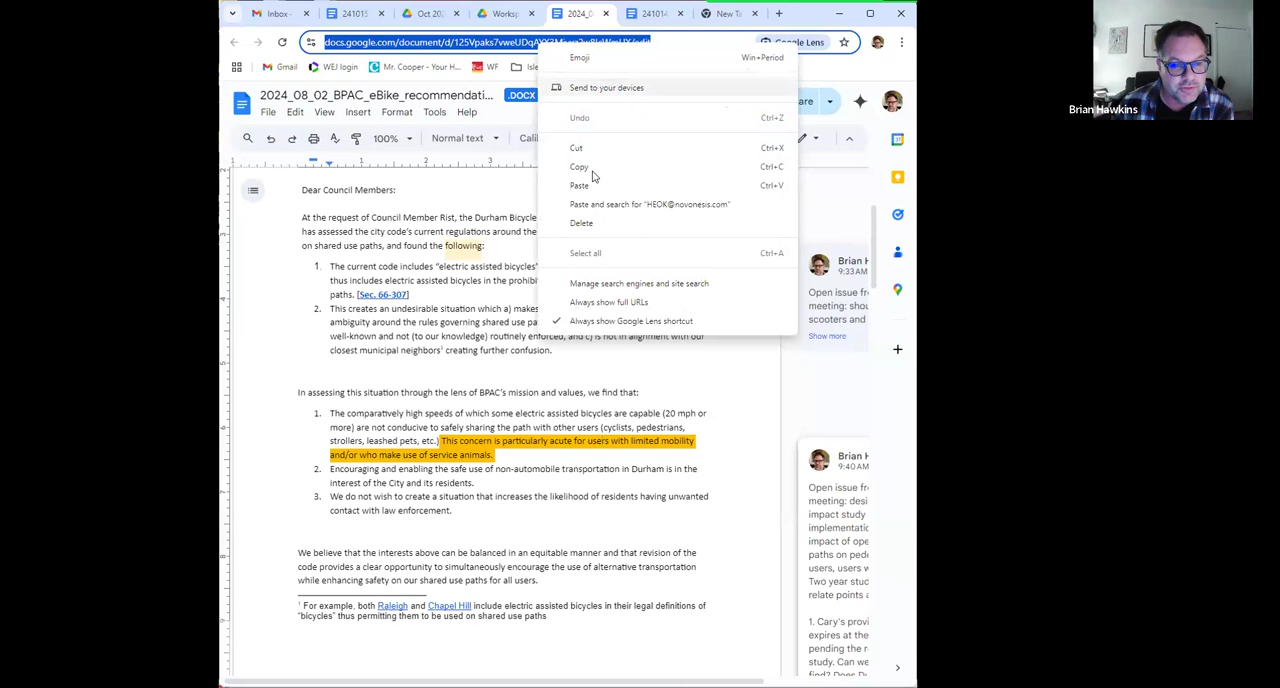 Inbox -
241015
Oct 202
Worksp
2024_0
241014
New Ta
docs.google.com/document/d/
Google Lens
Gmail
WEJ login
Mr. Cooper - Your H...
WF
Isle
2024_08_02_BPAC_eBike_recommendati...
.DOCX
File Edit View Insert Format Tools Help
are
100%
Normal text
Calib
Emoji Win+Period
Send to your devices
Undo Ctrl+Z
Cut Ctrl+X
Copy Ctrl+C
Paste Ctrl+V
Paste and search for "HEOK@novonesis.com"
Delete
Select all Ctrl+A
Manage search engines and site search
Always show full URLs
Always show Google Lens shortcut
Brian Hawkins
1 1 2 3
Dear Council Members:
At the request of Council Member Rist, the Durham Bicycle
has assessed the city code's current regulations around the
on shared use paths, and found the following:
1. The current code includes "electric assisted bicycles"
thus includes electric assisted bicycles in the prohibit
paths. [Sec. 66-307]
2. This creates an undesirable situation which a) makes
ambiguity around the rules governing shared use pa
well-known and not (to our knowledge) routinely enforced, and c) is not in alignment with our
closest municipal neighbors¹ creating further confusion.
In assessing this situation through the lens of BPAC's mission and values, we find that:
1. The comparatively high speeds of which some electric assisted bicycles are capable (20 mph or
more) are not conducive to safely sharing the path with other users (cyclists, pedestrians,
strollers, leashed pets, etc.) This concern is particularly acute for users with limited mobility
and/or who make use of service animals.
2. Encouraging and enabling the safe use of non-automobile transportation in Durham is in the
interest of the City and its residents.
3. We do not wish to create a situation that increases the likelihood of residents having unwanted
contact with law enforcement.
We believe that the interests above can be balanced in an equitable manner and that revision of the
code provides a clear opportunity to simultaneously encourage the use of alternative transportation
while enhancing safety on our shared use paths for all users.
¹ For example, both Raleigh and Chapel Hill include electric assisted bicycles in their legal definitions of
"bicycles" thus permitting them to be used on shared use paths
Brian H
9:33 AM
Open issue fr
meeting: shou
scooters and
Show more
Brian H
9:40 AM
Open issue fr
meeting: desi
impact study
implementatio
impact of ope
paths on pede
users, users w
Two year stud
relate points a
1. Cary's provi
expires at the
pending the re
study. Can we
find? Does Du